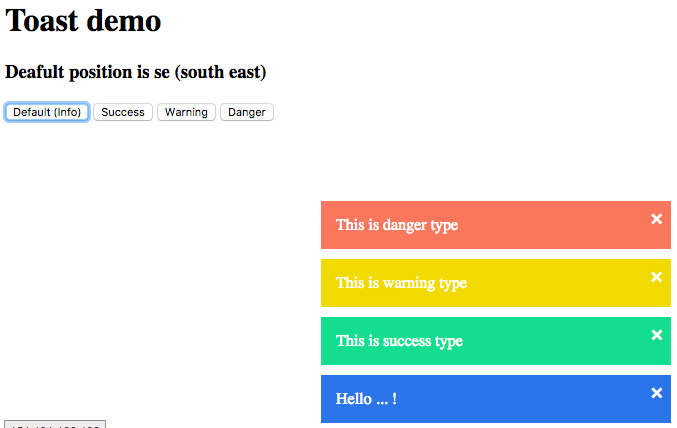 Toast demo
Deafult position is se (south east)
Default (Info) Success Warning Danger
This is danger type
This is warning type
This is success type
Hello ... !